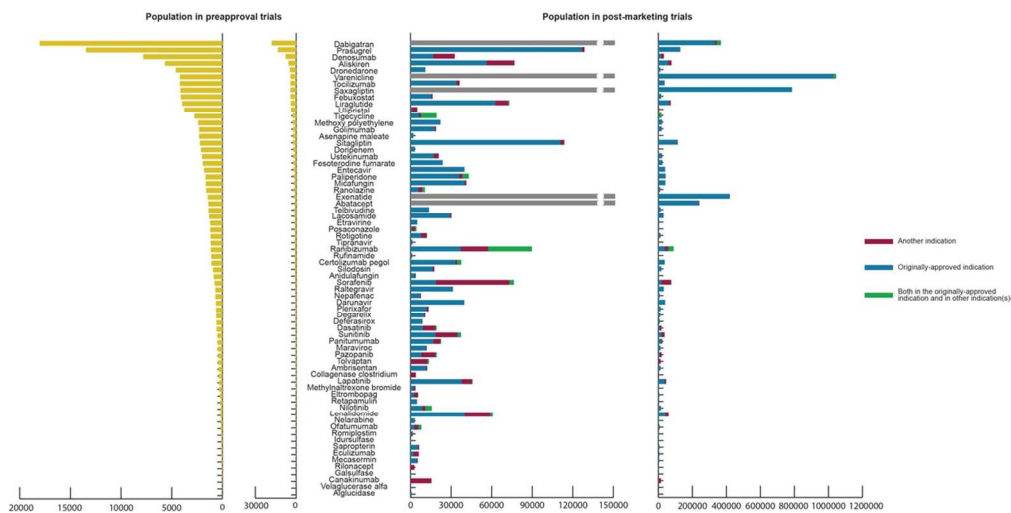 Population in preapproval trials
Population in post-marketing trials
Dabigatran
Prasugrel
Denosumab
Aliskiren
Dronedarone
Varenicline
Tocilizumab
Saxagliptin
Febuxostat
Liraglutide
Ulipristal
Tigecycline
Methoxy polyethylene
Golimumab
Asenapine maleate
Sitagliptin
Doripenem
Ustekinumab
Fesoterodine fumarate
Entecavir
Paliperidone
Micafungin
Ranolazine
Exenatide
Abatacept
Telbivudine
Lacosamide
Etravirine
Posaconazole
Rotigotine
Tipranavir
Ranibizumab
Rufinamide
Certolizumab pegol
Silodosin
Anidulafungin
Sorafenib
Raltegravir
Nepafenac
Darunavir
Plerixafor
Degarelix
Deferasirox
Dasatinib
Sunitinib
Panitumumab
Maraviroc
Pazopanib
Tolvaptan
Ambrisentan
Collagenase clostridium
Lapatinib
Methylnaltrexone bromide
Eltrombopag
Retapamulin
Nilotinib
Lenalidomide
Nelarabine
Ofatumumab
Romiplostim
Idursulfase
Sapropterin
Eculizumab
Mecasermin
Rilonacept
Galsulfase
Canakinumab
Velaglucerase alfa
Alglucidase
Another indication
Originally-approved indication
Both in the originally-approved
indication and in other indication(s)
20000 15000 10000 5000 0
30000 0
0 30000 60000 90000 120000 150000
0 200000 400000 600000 800000 1000000 1200000